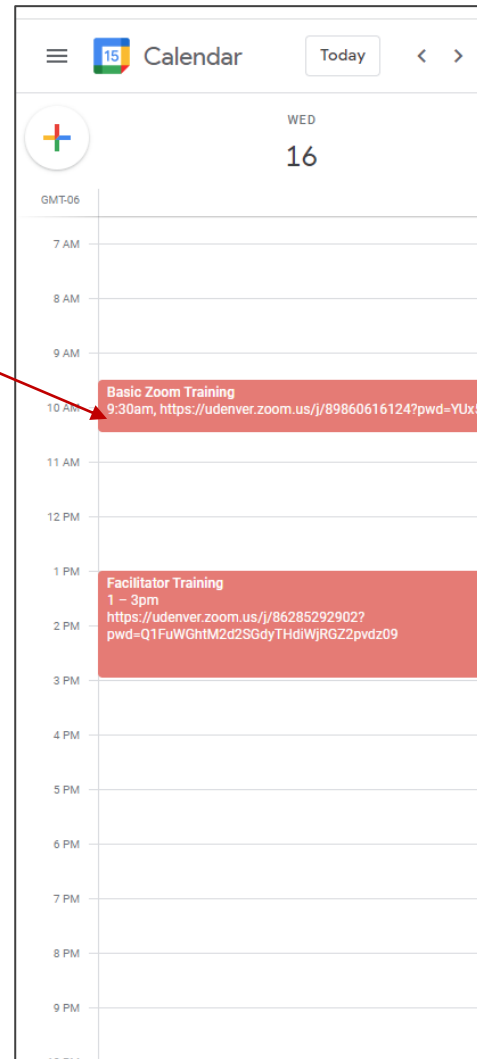 15
Calendar
Today
WED
16
GMT-06
7 AM
8 AM
9 AM
Basic Zoom Training
10 AM
9:30am, https://udenver.zoom.us/j/89860616124?pwd=YUx
11 AM
12 PM
1 PM
Facilitator Training
1 – 3pm
https://udenver.zoom.us/j/86285292902?
2 PM
pwd=Q1FuWGhtM2d2SGdyTHdiWjRGZ2pvdz09
3 PM
4 PM
5 PM
6 PM
7 PM
8 PM
9 PM